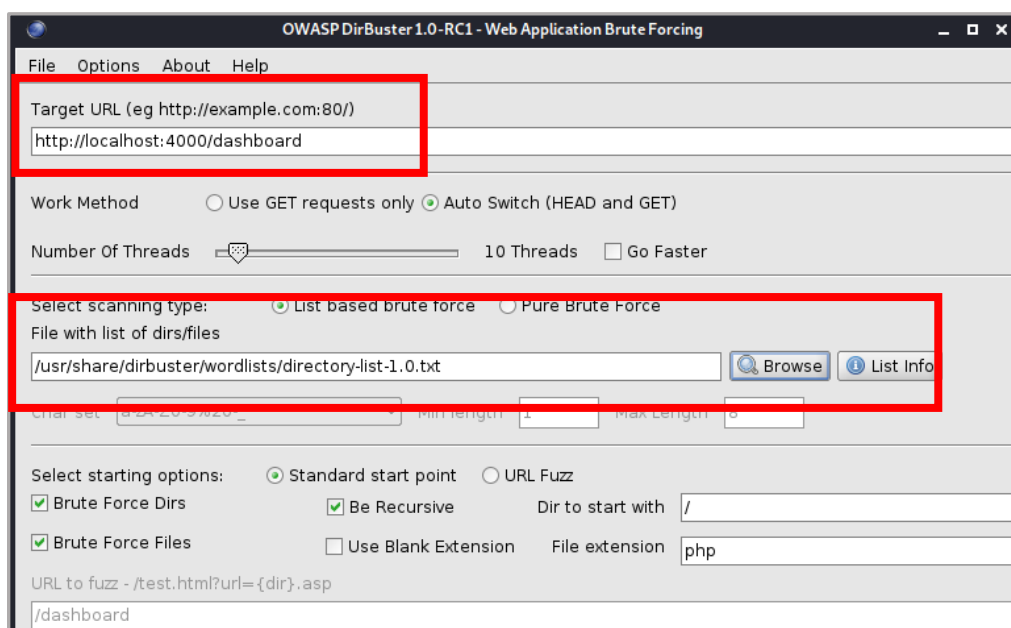 OWASP DirBuster 1.0-RC1 - Web Application Brute Forcing
File Options About Help
Target URL (eg http://example.com:80/)
http://localhost:4000/dashboard
Work Method Use GET requests only Auto Switch (HEAD and GET)
Number Of Threads 10 Threads Go Faster
Select scanning type: List based brute force Pure Brute Force
File with list of dirs/files
/usr/share/dirbuster/wordlists/directory-list-1.0.txt Browse List Info
Char set Min length 1 Max Length 8
Select starting options: Standard start point URL Fuzz
Brute Force Dirs Be Recursive Dir to start with /
Brute Force Files Use Blank Extension File extension php
URL to fuzz - /test.html?url={dir}.asp
/dashboard